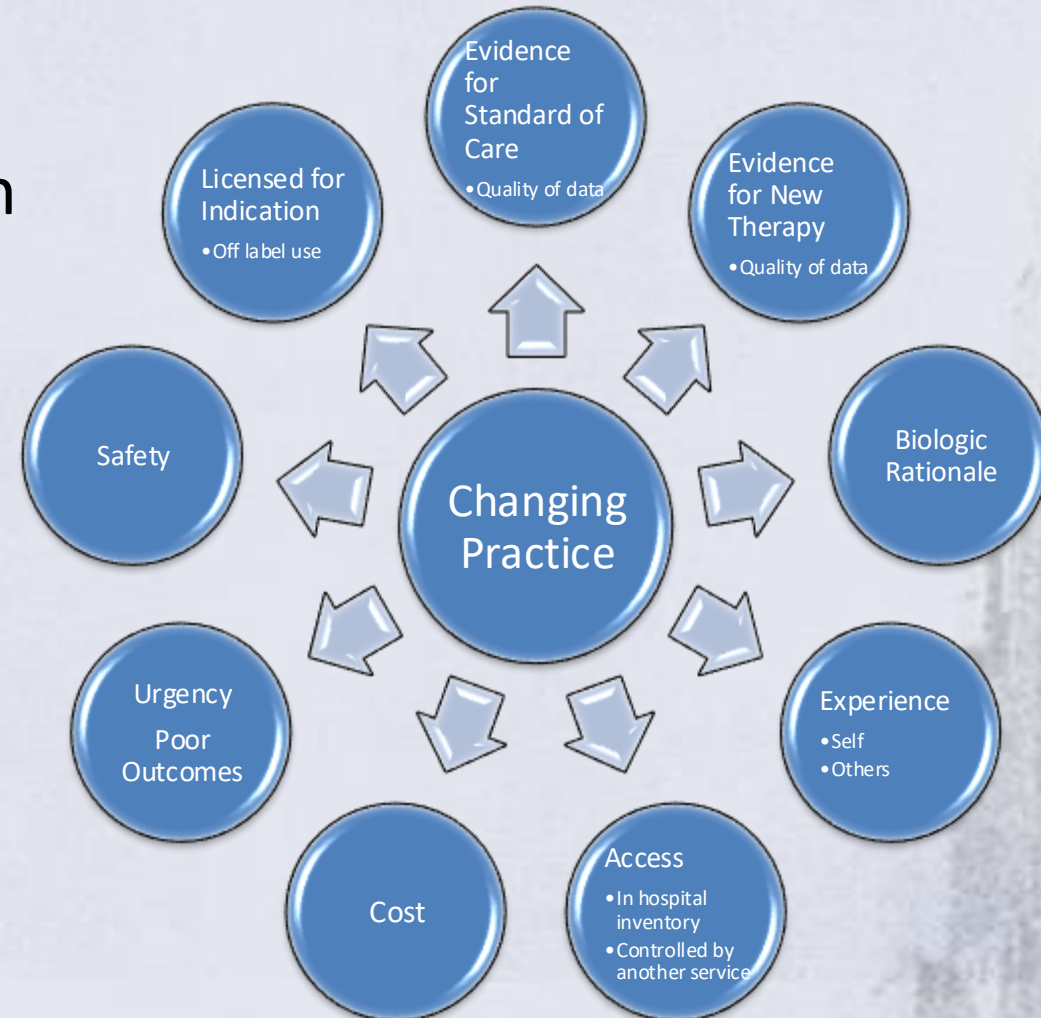 Evidence
for
Standard of
Care
•Quality of data
Evidence
for New
Therapy
•Quality of data
Biologic
Rationale
Experience
•Self
•Others
Access
•In hospital
inventory
•Controlled by
another service
Cost
Urgency
Poor
Outcomes
Safety
Licensed for
Indication
•Off label use
Changing
Practice